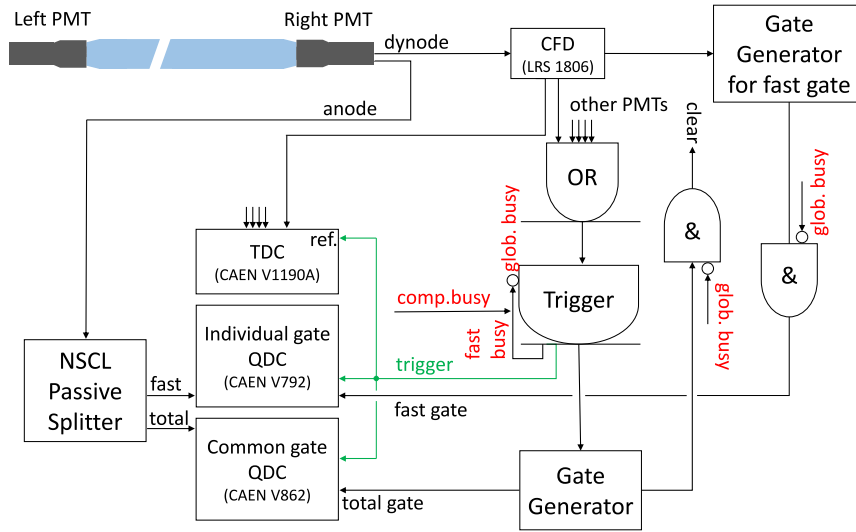 Left PMT
Right PMT
dynode
CFD
(LRS 1806)
Gate
Generator
for fast gate
anode
other PMTs
clear
OR
glob. busy
&
glob. busy
&
glob. busy
ref.
TDC
(CAEN V1190A)
comp.busy
Trigger
fast
busy
Individual gate
QDC
(CAEN V792)
trigger
NSCL
Passive
Splitter
fast
total
fast gate
Common gate
QDC
(CAEN V862)
total gate
Gate
Generator